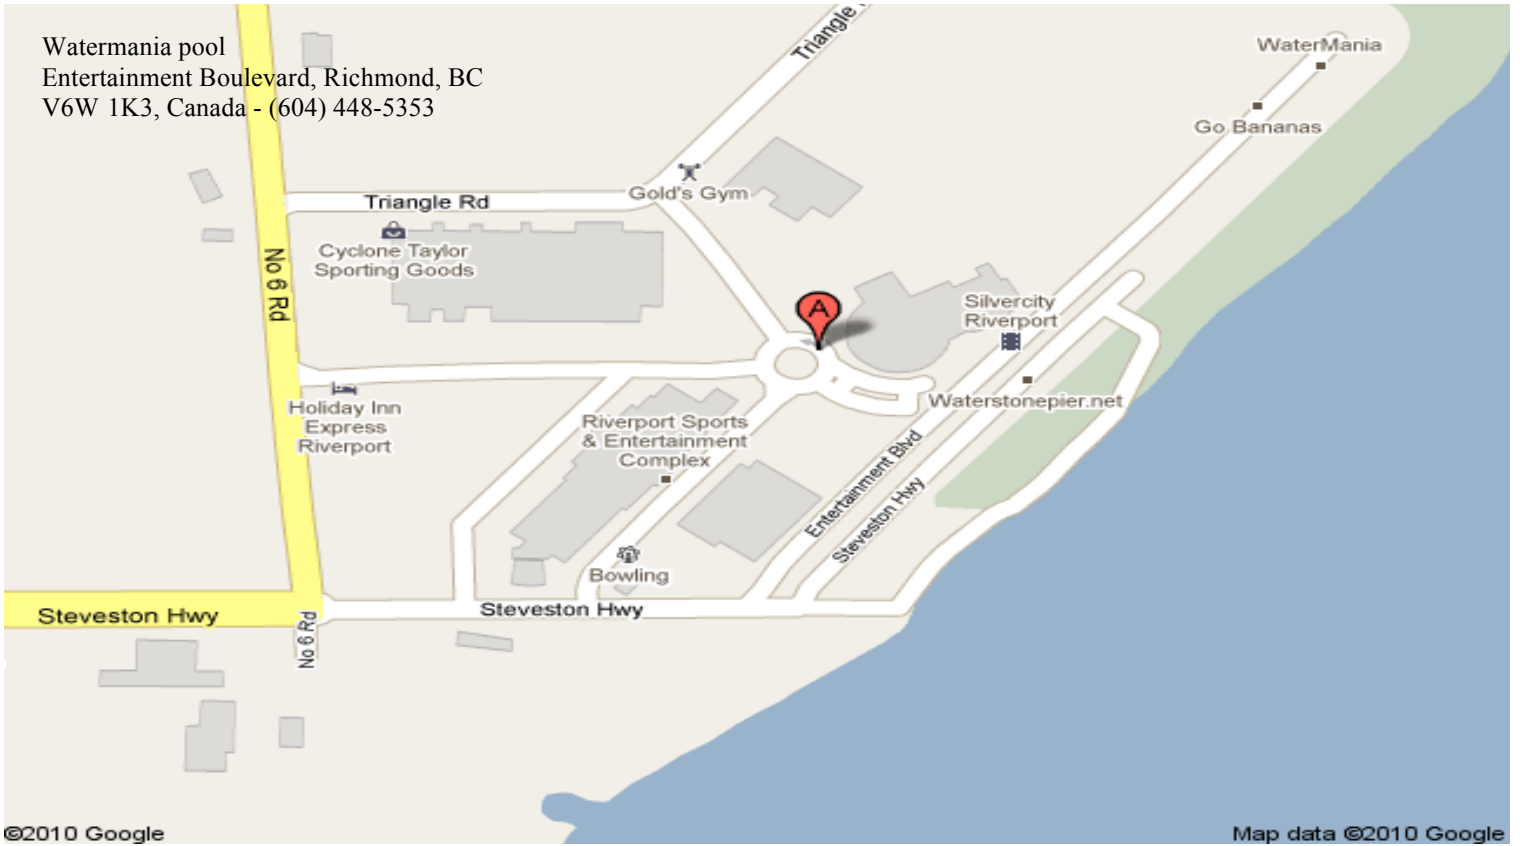 Watermania pool
Entertainment Boulevard, Richmond, BC
V6W 1K3, Canada - (604) 448-5353
Triangle
WaterMania
Go Bananas
Gold's Gym
Triangle Rd
Cyclone Taylor
Sporting Goods
No 6 Rd
A
Silvercity
Riverport
Holiday Inn
Express
Riverport
Waterstonepier.net
Riverport Sports
& Entertainment
Complex
Entertainment Blvd
Steveston Hwy
Bowling
Steveston Hwy
Steveston Hwy
No 6 Rd
©2010 Google
Map data ©2010 Google